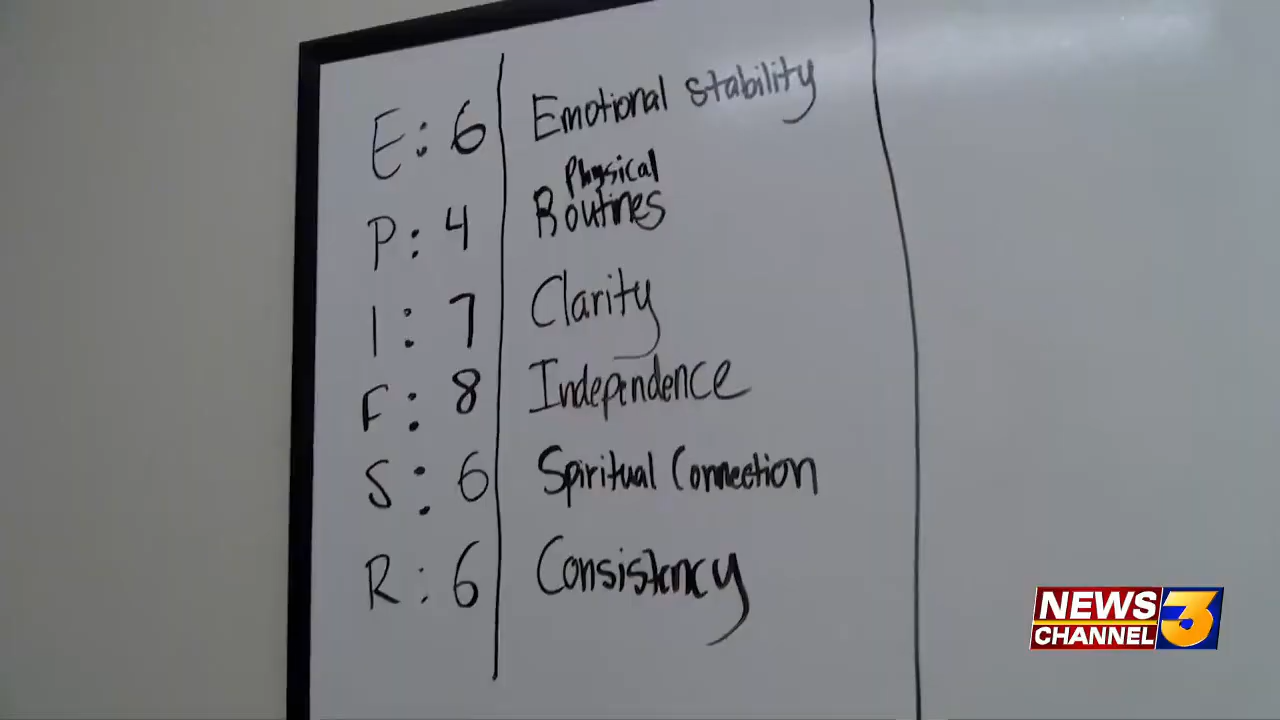 E: 6 Emotional stability
Physical
P: 4 Routines
I: 7 Clarity
F: 8 Independence
S: 6 Spiritual Connection
R: 6 Consistency
NEWS
CHANNEL 3